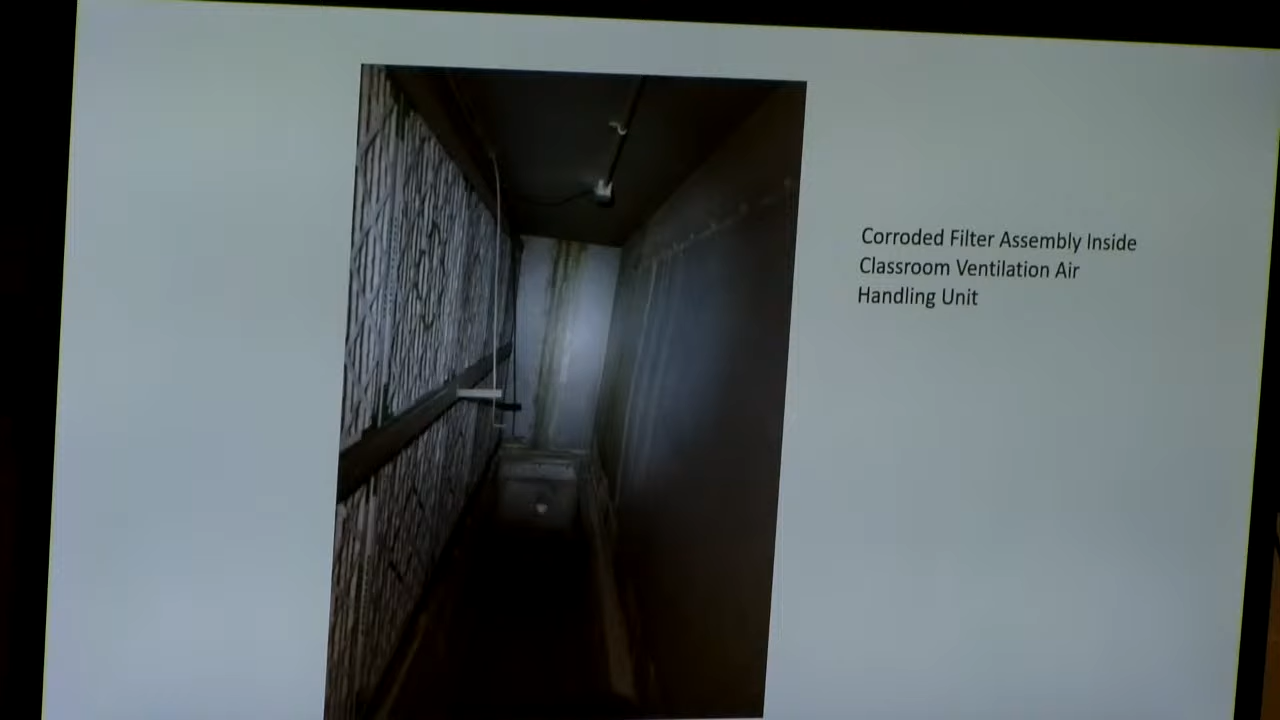 Corroded Filter Assembly Inside
Classroom Ventilation Air
Handling Unit